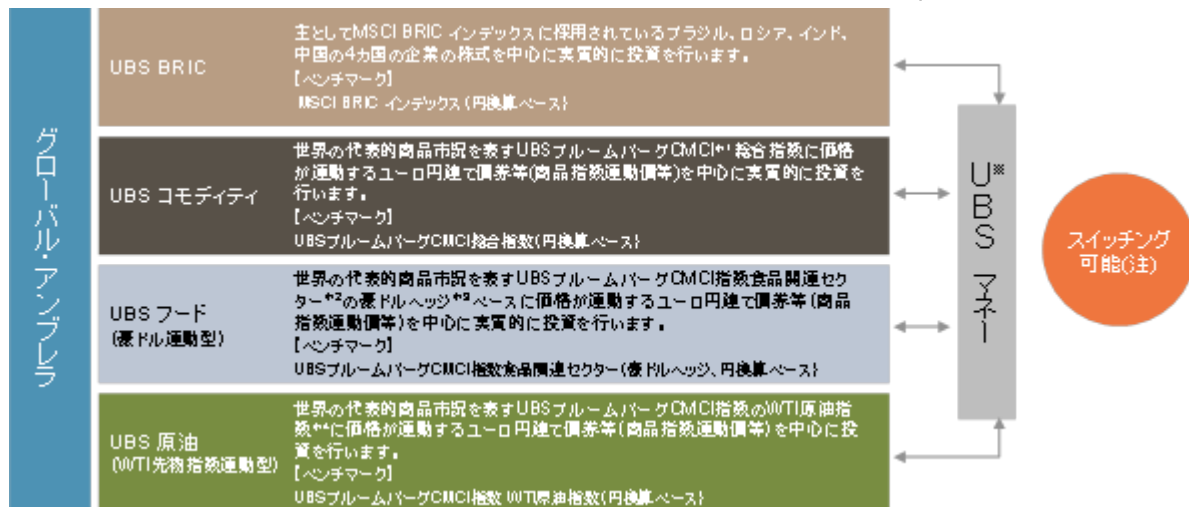 グローバル・アンブレラ
UBS BRIC
主としてMSCI BRIC インデックスに採用されているブラジル、ロシア、インド、
中国の4カ国の企業の株式を中心に実質的に投資を行います。
【ベンチマーク】
MSCI BRIC インデックス(円換算ベース)
UBS コモディティ
世界の代表的商品市況を表すUBSブルームバーグCMCI*¹総合指数に価格
が連動するユーロ円建て債券等(商品指数連動債等)を中心に実質的に投資を
行います。
【ベンチマーク】
UBSブルームバーグCMCI総合指数(円換算ベース)
UBS フード
(豪ドル連動型)
世界の代表的商品市況を表すUBSブルームバーグCMCI指数食品関連セク
ター*²の豪ドルヘッジ*³ベースに価格が連動するユーロ円建て債券等(商品
指数連動債等)を中心に実質的に投資を行います。
【ベンチマーク】
UBSブルームバーグCMCI指数食品関連セクター(豪ドルヘッジ、円換算ベース)
UBS 原油
(WTI先物指数連動型)
世界の代表的商品市況を表すUBSブルームバーグCMCI指数のWTI原油指
数*⁴に価格が連動するユーロ円建て債券等(商品指数連動債等)を中心に投
資を行います。
【ベンチマーク】
UBSブルームバーグCMCI指数 WTI原油指数(円換算ベース)
UBS マネー※
スイッチング
可能(注)